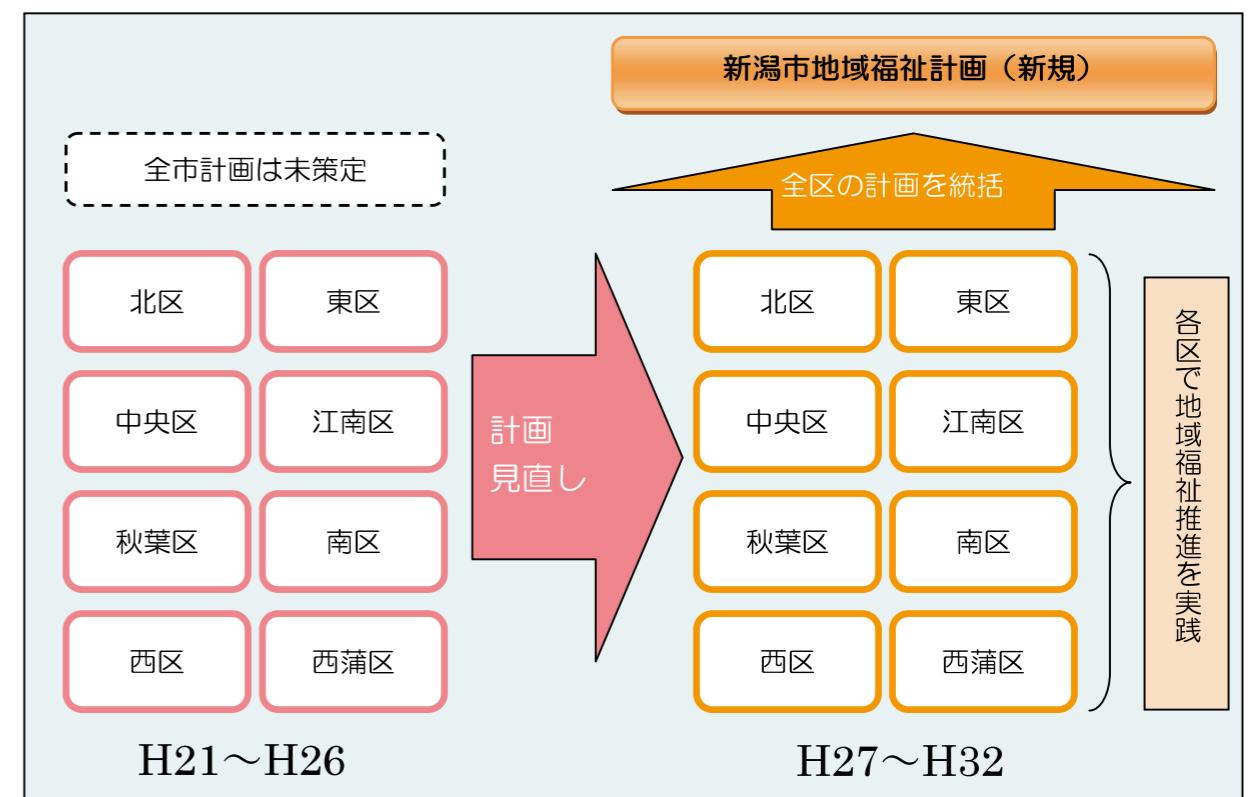 新潟市地域福祉計画（新規）
全市計画は未策定
全区の計画を統括
北区
東区
中央区
江南区
秋葉区
南区
西区
西蒲区
計画
見直し
北区
東区
中央区
江南区
秋葉区
南区
西区
西蒲区
各区で地域福祉推進を実践
H21～H26
H27～H32